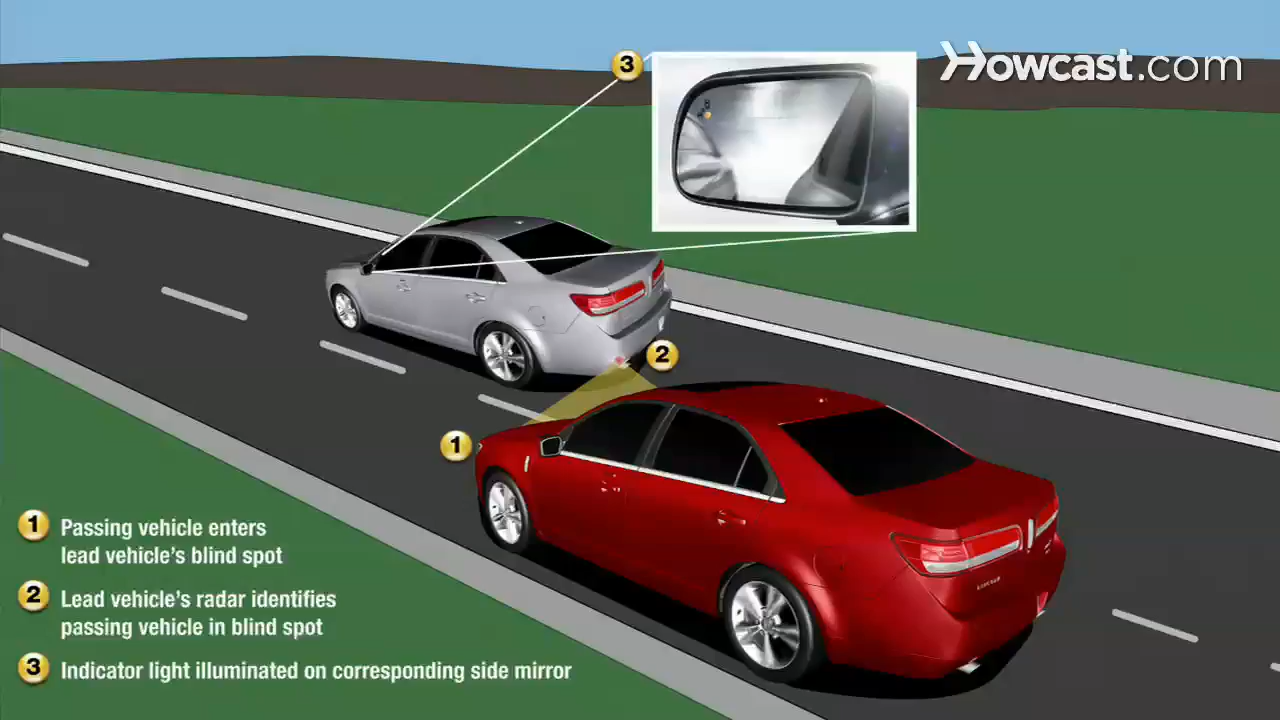 3
Howcast.com
2
1
1 Passing vehicle enters
lead vehicle's blind spot
2 Lead vehicle's radar identifies
passing vehicle in blind spot
3 Indicator light illuminated on corresponding side mirror